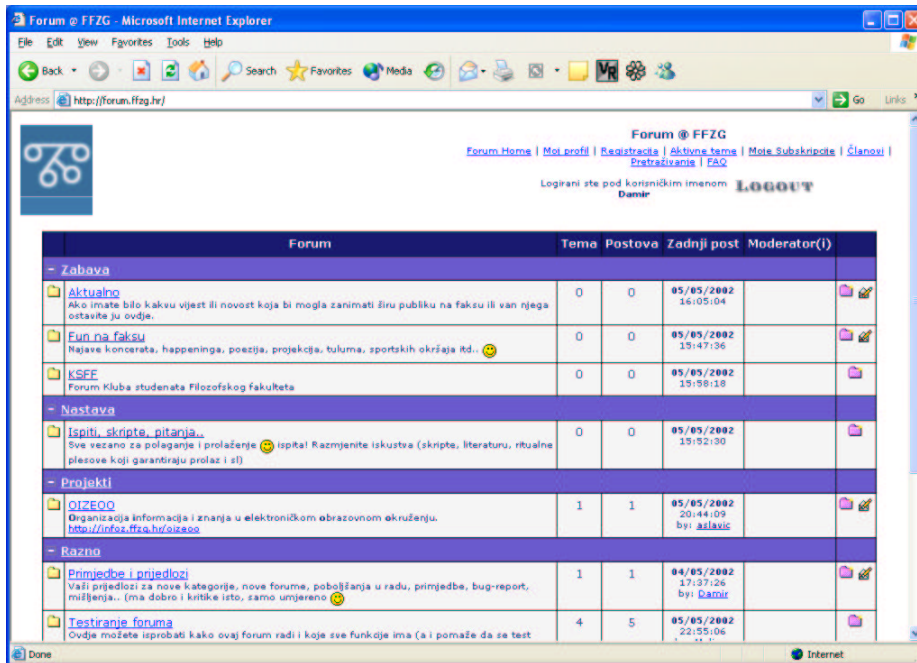 Forum @ FFZG - Microsoft Internet Explorer
File Edit View Favorites Tools Help
Back Search Favorites Media VR
Address http://forum.ffzg.hr/ Go Links »
Forum @ FFZG
Forum Home | Moj profil | Registracija | Aktivne teme | Moje Subskripcije | Članovi |
Pretraživanje | FAQ
Logirani ste pod korisničkim imenom LOGOUT
Damir
Forum Tema Postova Zadnji post Moderator(i)
- Zabava
Aktualno 0 0 05/05/2002
16:05:04
Ako imate bilo kakvu vijest ili novost koja bi mogla zanimati širu publiku na faksu ili van njega
ostavite ju ovdje.
Fun na faksu 0 0 05/05/2002
15:47:36
Najave koncerata, happeninga, poezija, projekcija, tuluma, sportskih okršaja itd..
KSFF 0 0 05/05/2002
15:58:18
Forum Kluba studenata Filozofskog fakulteta
- Nastava
Ispiti, skripte, pitanja.. 0 0 05/05/2002
15:52:30
Sve vezano za polaganje i prolaženje ispita! Razmjenite iskustva (skripte, literaturu, ritualne
plesove koji garantiraju prolaz i sl)
- Projekti
OIZEOO 1 1 05/05/2002
20:44:09
by: aslavic
Organizacija informacija i znanja u elektroničkom obrazovnom okruženju.
http://infoz.ffzg.hr/oizeoo
- Razno
Primjedbe i prijedlozi 1 1 04/05/2002
17:37:26
by: Damir
Vaši prijedlozi za nove kategorije, nove forume, poboljšanja u radu, primjedbe, bug-report,
mišljenja.. (ma dobro i kritike isto, samo umjereno
Testiranje foruma 4 5 05/05/2002
22:55:06
Ovdje možete isprobati kako ovaj forum radi i koje sve funkcije ima (a i pomaže da se test
Done Internet